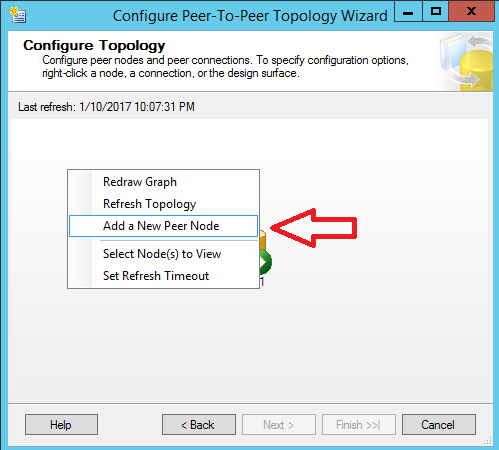 Configure Peer-To-Peer Topology Wizard
Configure Topology
Configure peer nodes and peer connections. To specify configuration options,
right-click a node, a connection, or the design surface.
Last refresh: 1/10/2017 10:07:31 PM
Redraw Graph
Refresh Topology
Add a New Peer Node
Select Node(s) to View
Set Refresh Timeout
1
Help
< Back
Next >
Finish >>|
Cancel